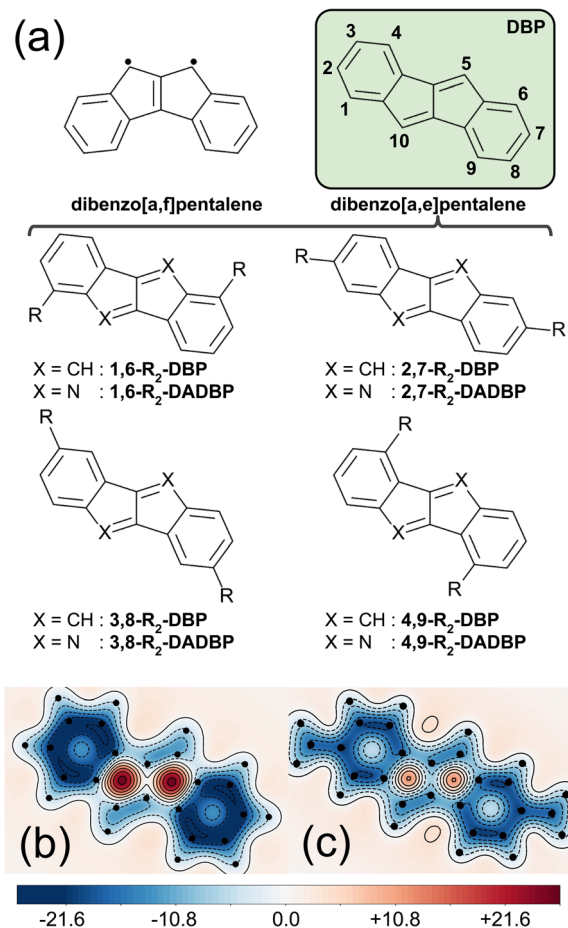 (a)
DBP
3
4
5
2
6
1
7
10
9
8
dibenzo[a,f]pentalene
dibenzo[a,e]pentalene
X
R
R
X
X = CH : 1,6-R2-DBP
X = N : 1,6-R2-DADBP
R
X
X
R
X = CH : 2,7-R2-DBP
X = N : 2,7-R2-DADBP
R
X
X
R
X = CH : 3,8-R2-DBP
X = N : 3,8-R2-DADBP
R
X
X
R
X = CH : 4,9-R2-DBP
X = N : 4,9-R2-DADBP
(b)
(c)
-21.6 -10.8 0.0 +10.8 +21.6